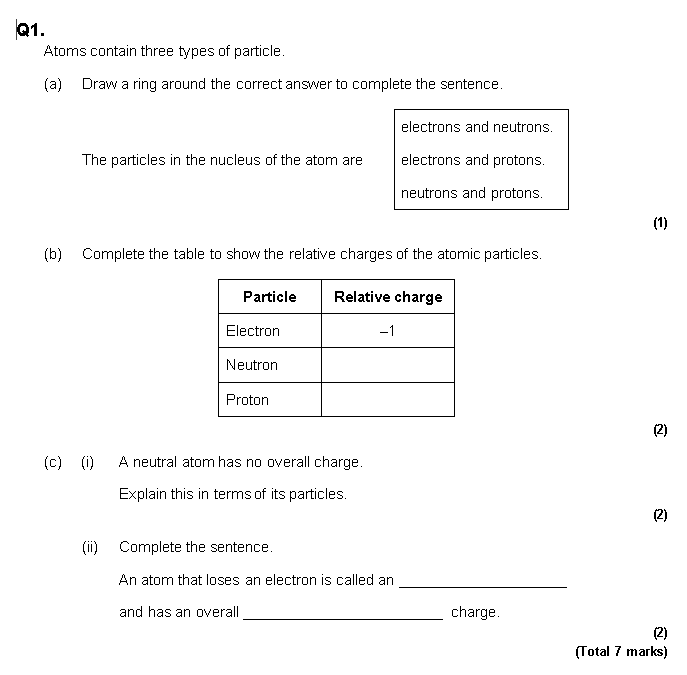 Q1.
Atoms contain three types of particle.
(a) Draw a ring around the correct answer to complete the sentence.
electrons and neutrons.
The particles in the nucleus of the atom are electrons and protons.
neutrons and protons.
(1)
(b) Complete the table to show the relative charges of the atomic particles.
Particle Relative charge
Electron –1
Neutron
Proton
(2)
(c) (i) A neutral atom has no overall charge.
Explain this in terms of its particles.
(2)
(ii) Complete the sentence.
An atom that loses an electron is called an ____________________
and has an overall ________________________ charge.
(2)
(Total 7 marks)